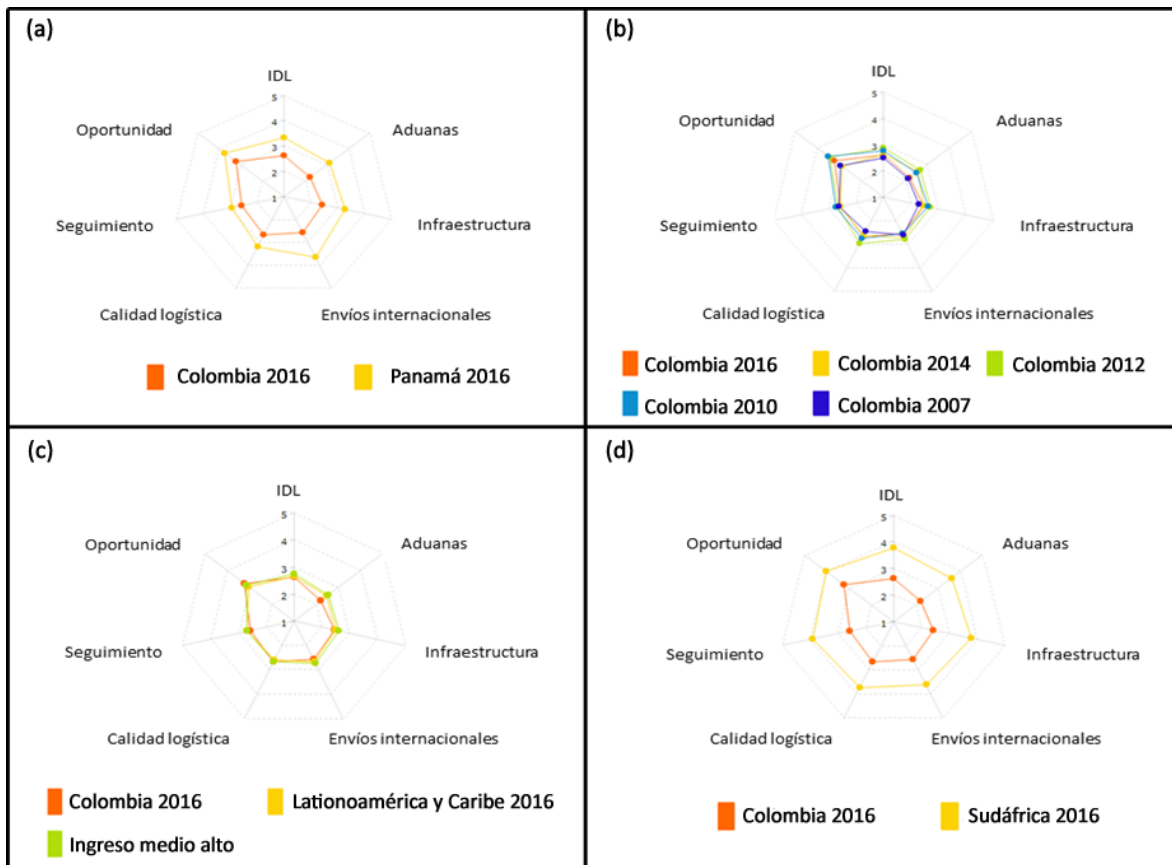 (a)
IDL
5
4
3
2
1
Oportunidad
Aduanas
Seguimiento
Infraestructura
Calidad logística
Envíos internacionales
Colombia 2016
Panamá 2016
(b)
IDL
5
4
3
2
1
Oportunidad
Aduanas
Seguimiento
Infraestructura
Calidad logística
Envíos internacionales
Colombia 2016
Colombia 2014
Colombia 2012
Colombia 2010
Colombia 2007
(c)
IDL
5
4
3
2
1
Oportunidad
Aduanas
Seguimiento
Infraestructura
Calidad logística
Envíos internacionales
Colombia 2016
Lationoamérica y Caribe 2016
Ingreso medio alto
(d)
IDL
5
4
3
2
1
Oportunidad
Aduanas
Seguimiento
Infraestructura
Calidad logística
Envíos internacionales
Colombia 2016
Sudáfrica 2016